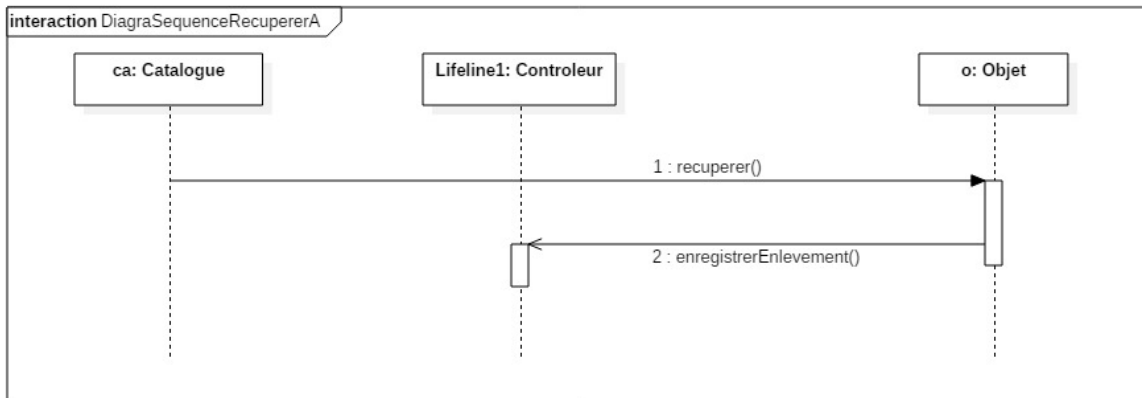 interaction DiagraSequenceRecupererA
ca: Catalogue
Lifeline1: Controleur
o: Objet
1 : recuperer()
2 : enregistrerEnlevement()